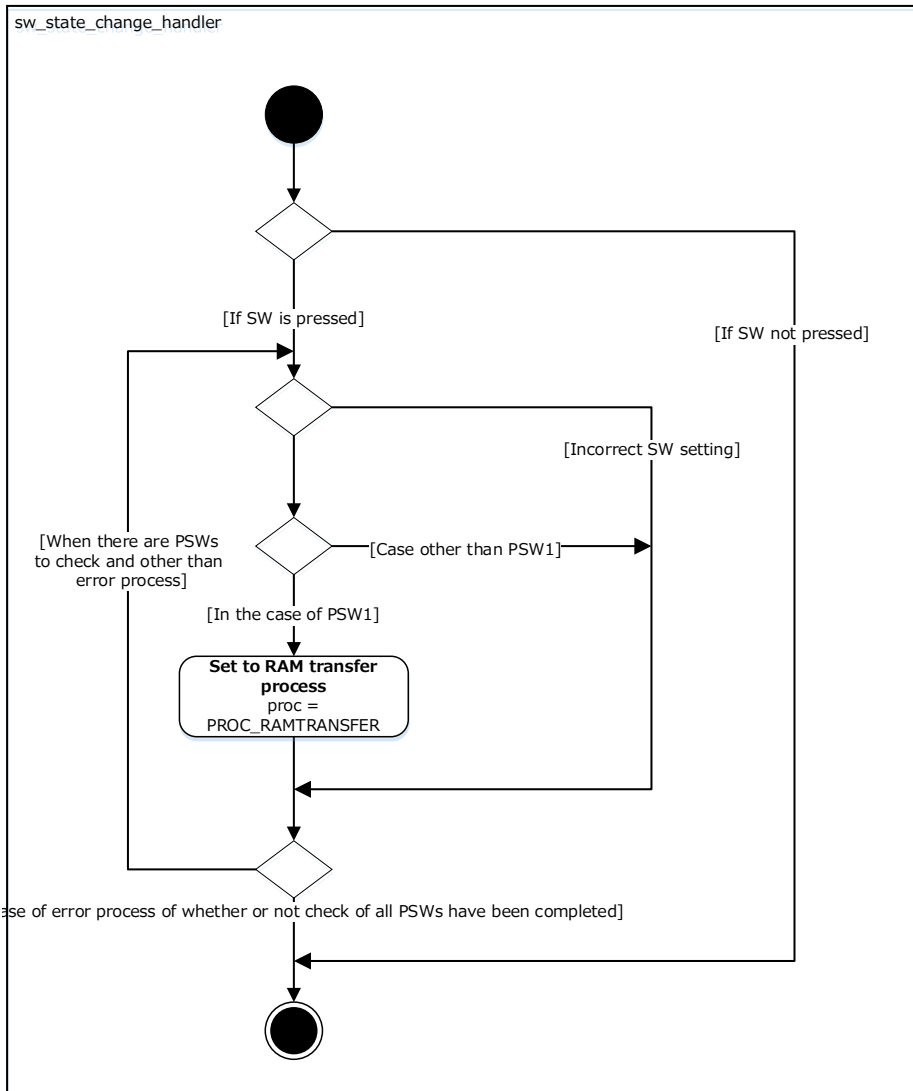 sw_state_change_handler
[If SW is pressed]
[If SW not pressed]
[Incorrect SW setting]
[When there are PSWs
to check and other than
error process]
[Case other than PSW1]
[In the case of PSW1]
Set to RAM transfer
process
proc =
PROC_RAMTRANSFER
of error process of whether or not check of all PSWs have been completed]